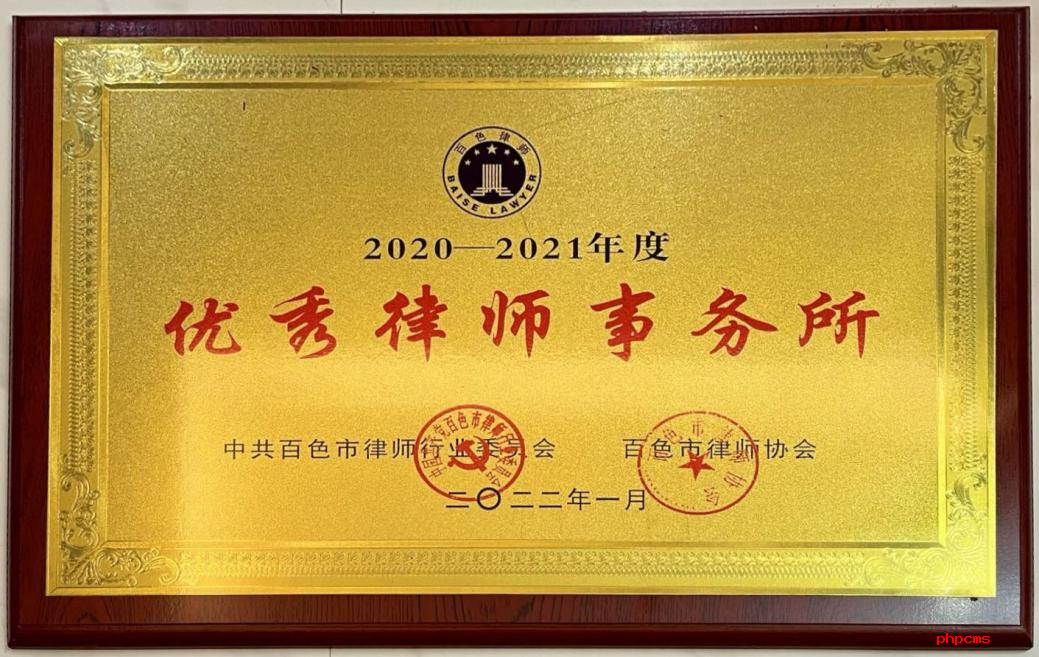 百色律师
BAISE LAWYER
2020—2021年度
优秀律师事务所
中共百色市律师行业委员会 百色市律师协会
二〇二二年一月
phpcms